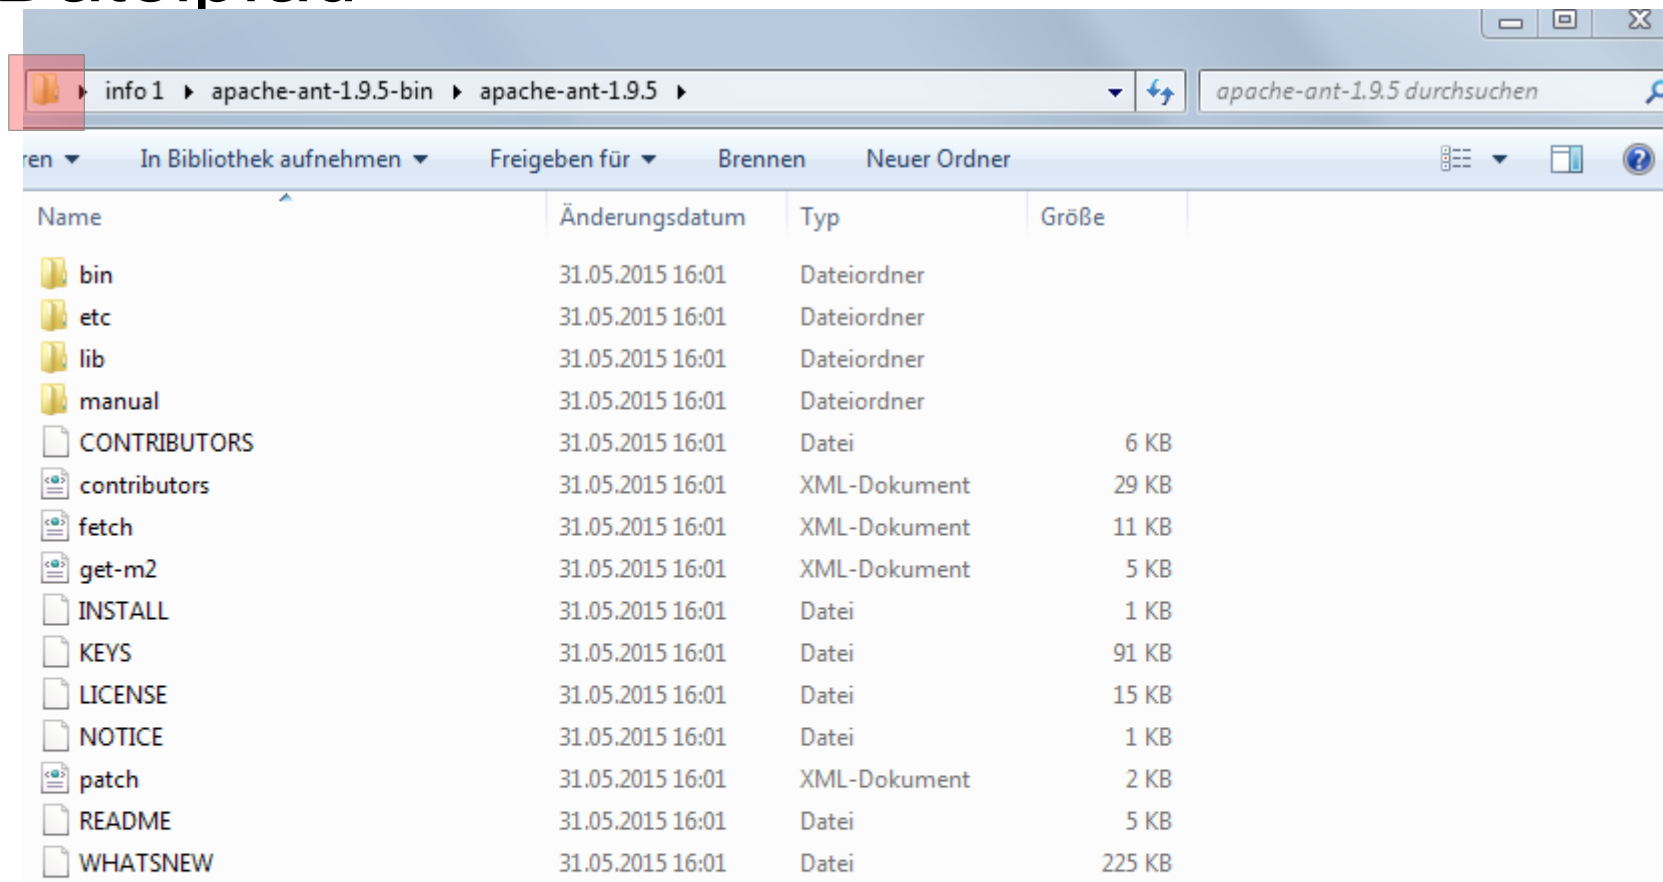 info 1 apache-ant-1.9.5-bin apache-ant-1.9.5 apache-ant-1.9.5 durchsuchen
In Bibliothek aufnehmen Freigeben für Brennen Neuer Ordner
Name Änderungsdatum Typ Größe
bin 31.05.2015 16:01 Dateiordner
etc 31.05.2015 16:01 Dateiordner
lib 31.05.2015 16:01 Dateiordner
manual 31.05.2015 16:01 Dateiordner
CONTRIBUTORS 31.05.2015 16:01 Datei 6 KB
contributors 31.05.2015 16:01 XML-Dokument 29 KB
fetch 31.05.2015 16:01 XML-Dokument 11 KB
get-m2 31.05.2015 16:01 XML-Dokument 5 KB
INSTALL 31.05.2015 16:01 Datei 1 KB
KEYS 31.05.2015 16:01 Datei 91 KB
LICENSE 31.05.2015 16:01 Datei 15 KB
NOTICE 31.05.2015 16:01 Datei 1 KB
patch 31.05.2015 16:01 XML-Dokument 2 KB
README 31.05.2015 16:01 Datei 5 KB
WHATSNEW 31.05.2015 16:01 Datei 225 KB